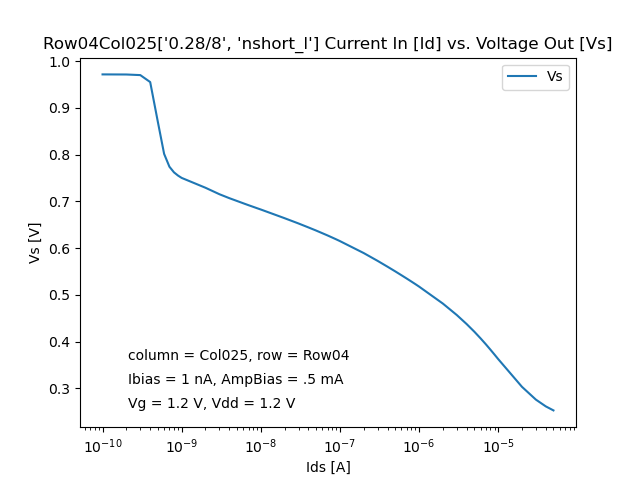 Row04Col025['0.28/8', 'nshort_l'] Current In [Id] vs. Voltage Out [Vs]
Vs
1.0
0.9
0.8
0.7
0.6
0.5
0.4
0.3
Vs [V]
column = Col025, row = Row04
Ibias = 1 nA, AmpBias = .5 mA
Vg = 1.2 V, Vdd = 1.2 V
10⁻¹⁰ 10⁻⁹ 10⁻⁸ 10⁻⁷ 10⁻⁶ 10⁻⁵
Ids [A]